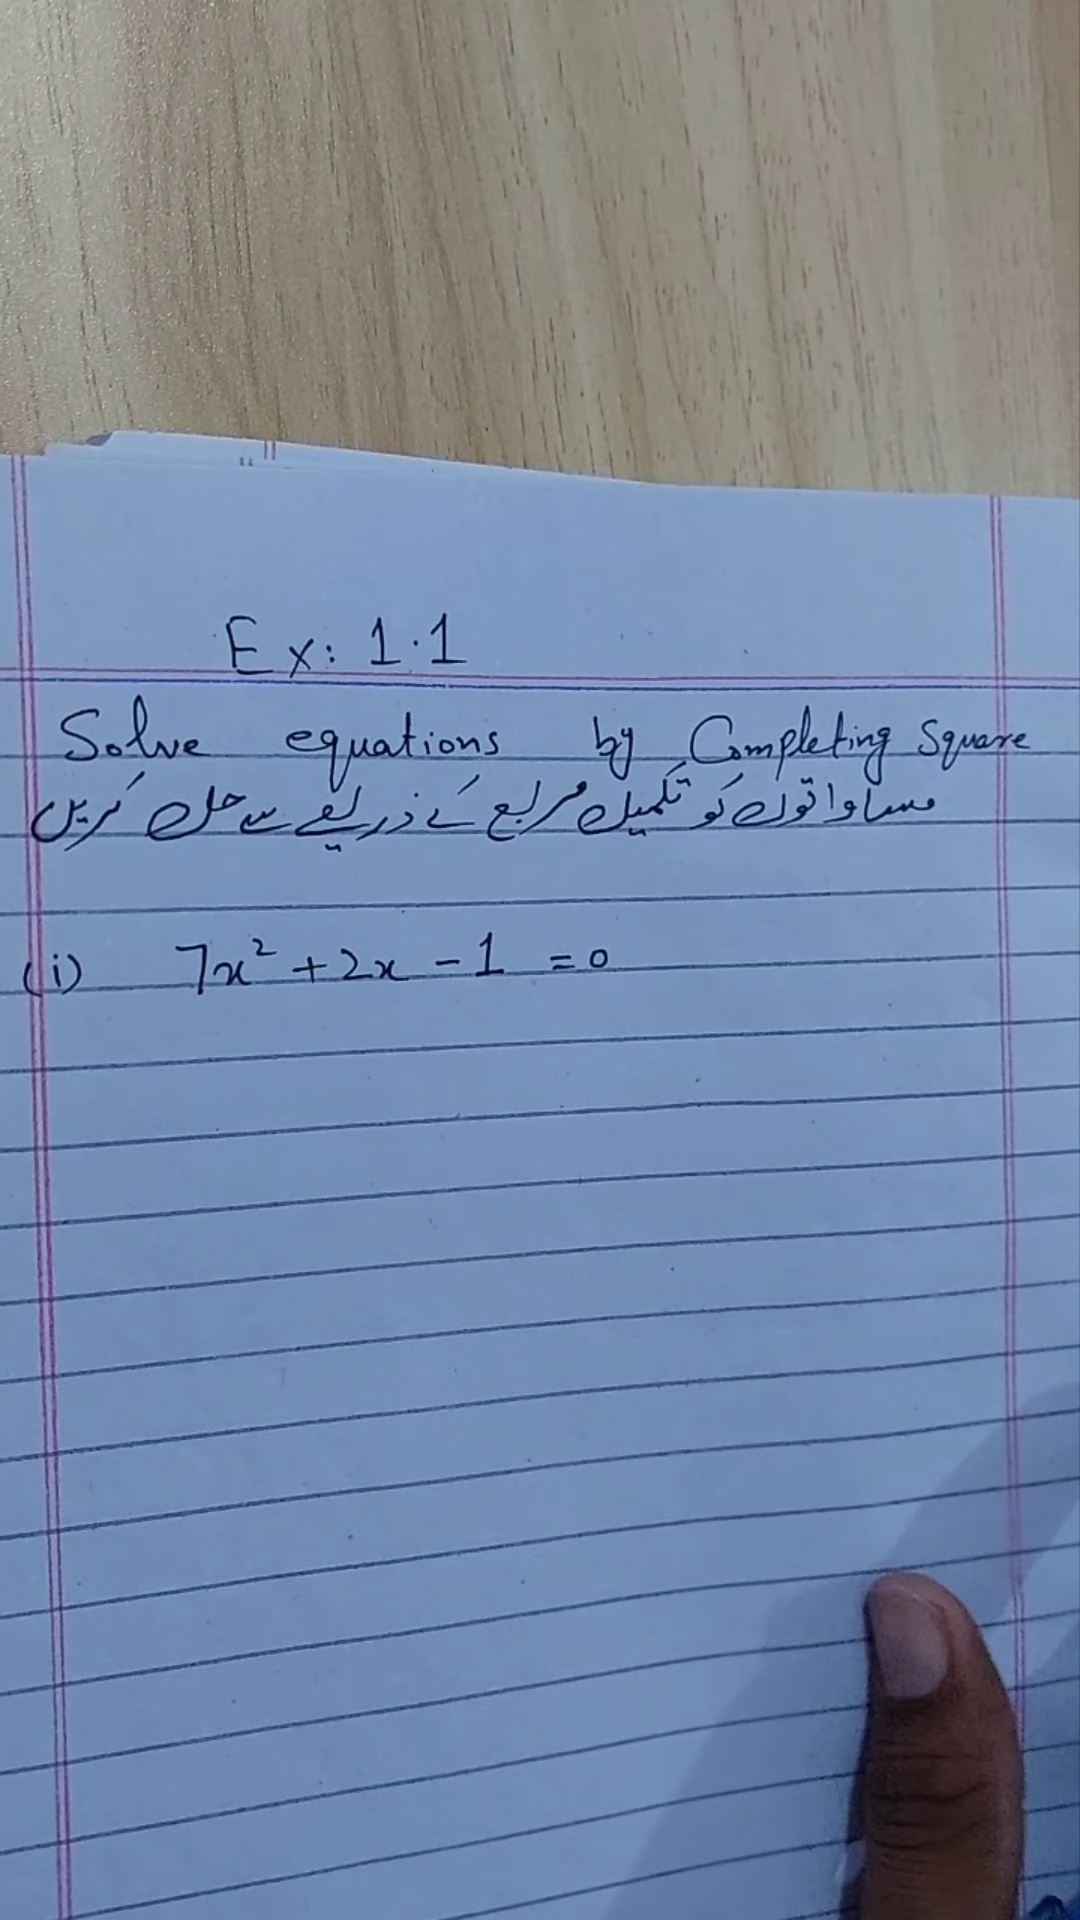 Ex: 1.1
Solve equations by Completing Square
مساواتوں کو تکمیل مربع کے ذریعے سے حل کریں
(i) 7x² + 2x - 1 = 0